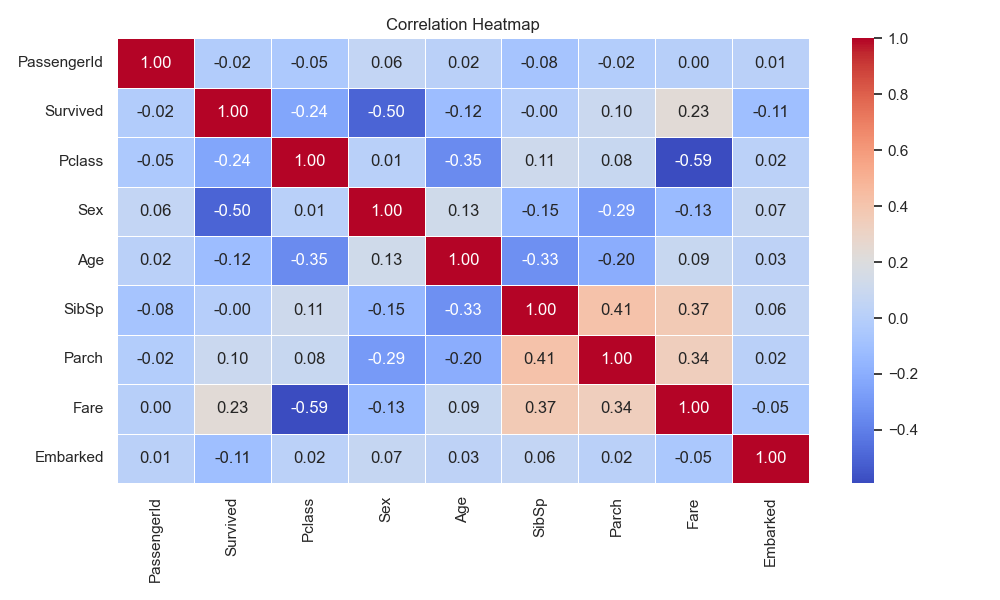 Correlation Heatmap
PassengerId 1.00 -0.02 -0.05 0.06 0.02 -0.08 -0.02 0.00 0.01
Survived -0.02 1.00 -0.24 -0.50 -0.12 -0.00 0.10 0.23 -0.11
Pclass -0.05 -0.24 1.00 0.01 -0.35 0.11 0.08 -0.59 0.02
Sex 0.06 -0.50 0.01 1.00 0.13 -0.15 -0.29 -0.13 0.07
Age 0.02 -0.12 -0.35 0.13 1.00 -0.33 -0.20 0.09 0.03
SibSp -0.08 -0.00 0.11 -0.15 -0.33 1.00 0.41 0.37 0.06
Parch -0.02 0.10 0.08 -0.29 -0.20 0.41 1.00 0.34 0.02
Fare 0.00 0.23 -0.59 -0.13 0.09 0.37 0.34 1.00 -0.05
Embarked 0.01 -0.11 0.02 0.07 0.03 0.06 0.02 -0.05 1.00
PassengerId Survived Pclass Sex Age SibSp Parch Fare Embarked
1.0
0.8
0.6
0.4
0.2
0.0
−0.2
−0.4